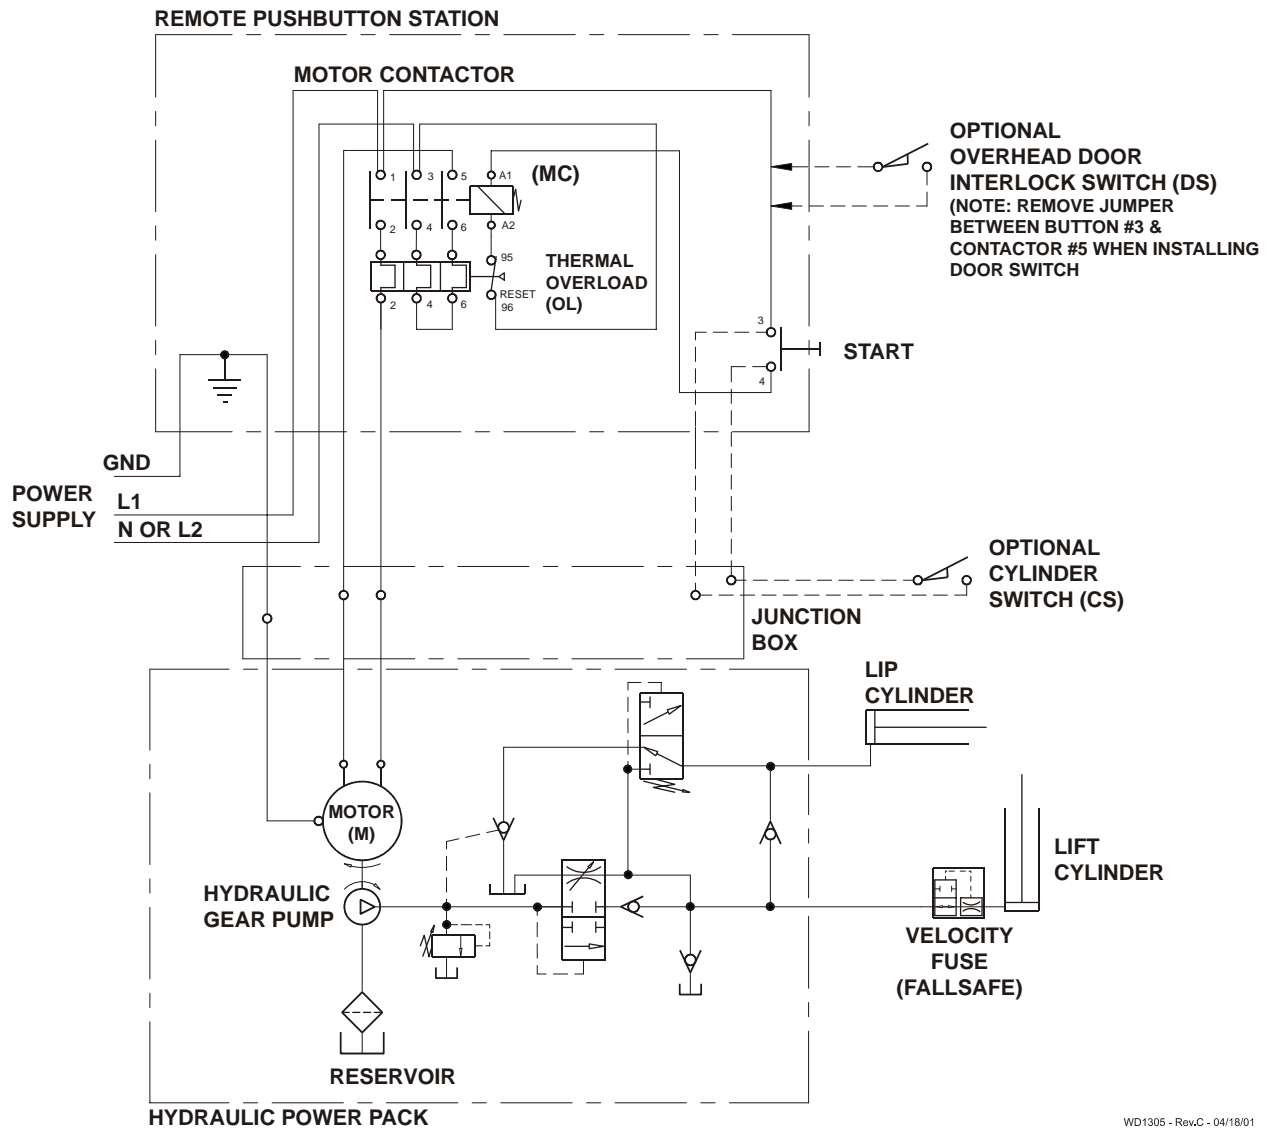 REMOTE PUSHBUTTON STATION
MOTOR CONTACTOR
1
3
5
A1
(MC)
2
4
6
A2
95
THERMAL
OVERLOAD
(OL)
RESET
96
2
4
6
OPTIONAL
OVERHEAD DOOR
INTERLOCK SWITCH (DS)
(NOTE: REMOVE JUMPER
BETWEEN BUTTON #3 &
CONTACTOR #5 WHEN INSTALLING
DOOR SWITCH
3
START
4
GND
POWER
SUPPLY
L1
N OR L2
OPTIONAL
CYLINDER
SWITCH (CS)
JUNCTION
BOX
LIP
CYLINDER
MOTOR
(M)
LIFT
CYLINDER
HYDRAULIC
GEAR PUMP
VELOCITY
FUSE
(FALLSAFE)
RESERVOIR
HYDRAULIC POWER PACK
WD1305 - Rev.C - 04/18/01